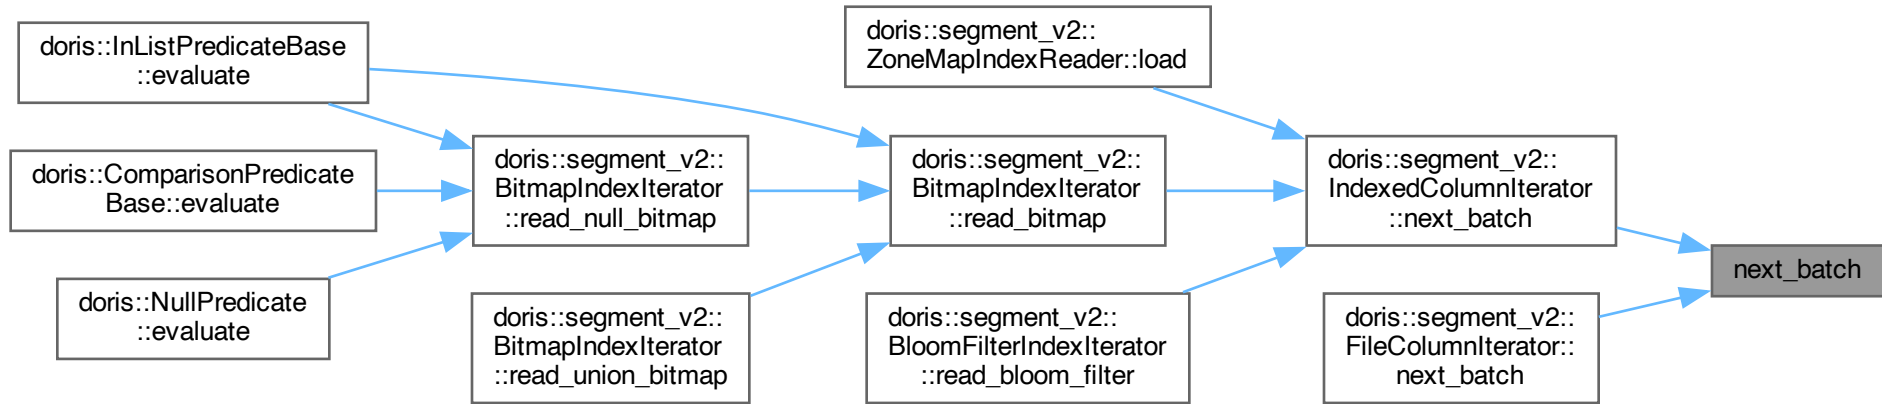 doris::InListPredicateBase
::evaluate
doris::ComparisonPredicate
Base::evaluate
doris::NullPredicate
::evaluate
doris::segment_v2::
BitmapIndexIterator
::read_null_bitmap
doris::segment_v2::
BitmapIndexIterator
::read_union_bitmap
doris::segment_v2::
ZoneMapIndexReader::load
doris::segment_v2::
BitmapIndexIterator
::read_bitmap
doris::segment_v2::
BloomFilterIndexIterator
::read_bloom_filter
doris::segment_v2::
IndexedColumnIterator
::next_batch
doris::segment_v2::
FileColumnIterator::
next_batch
next_batch